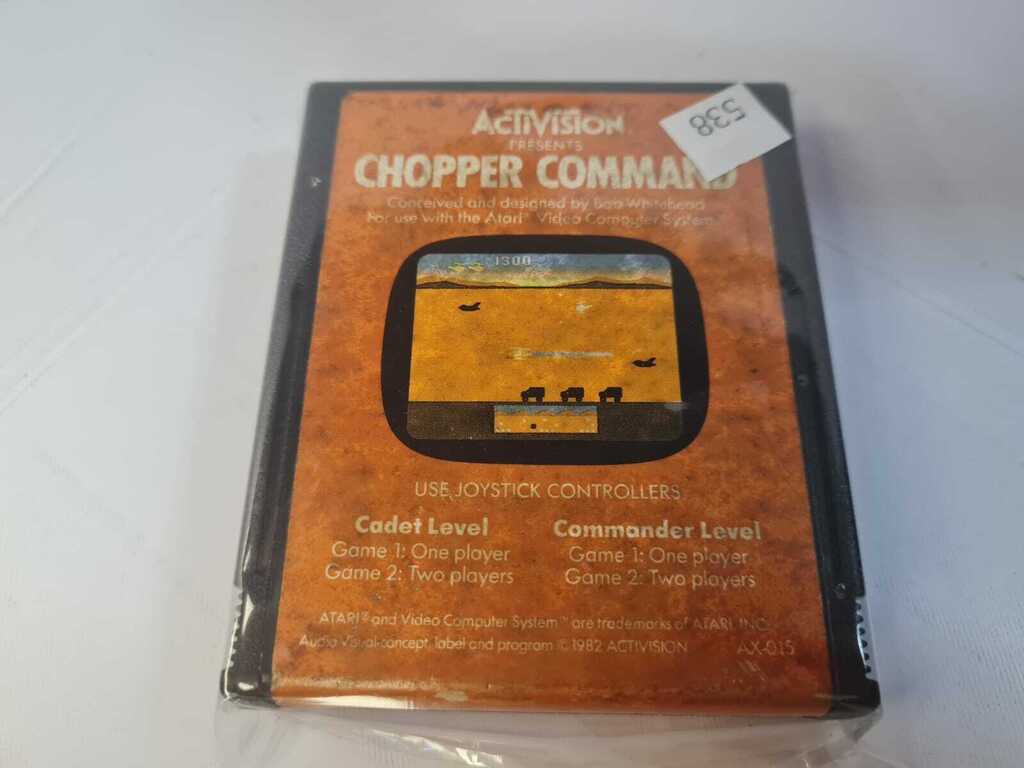 ACTIVISION
538
PRESENTS
CHOPPER COMMAND
Conceived and designed by Bob Whitehead
For use with the Atari® Video Computer System™
1300
USE JOYSTICK CONTROLLERS
Cadet Level
Game 1: One player
Game 2: Two players
Commander Level
Game 1: One player
Game 2: Two players
ATARI® and Video Computer System™ are trademarks of ATARI, INC.
Audio Visual concept, label and program © 1982 ACTIVISION
AX-015